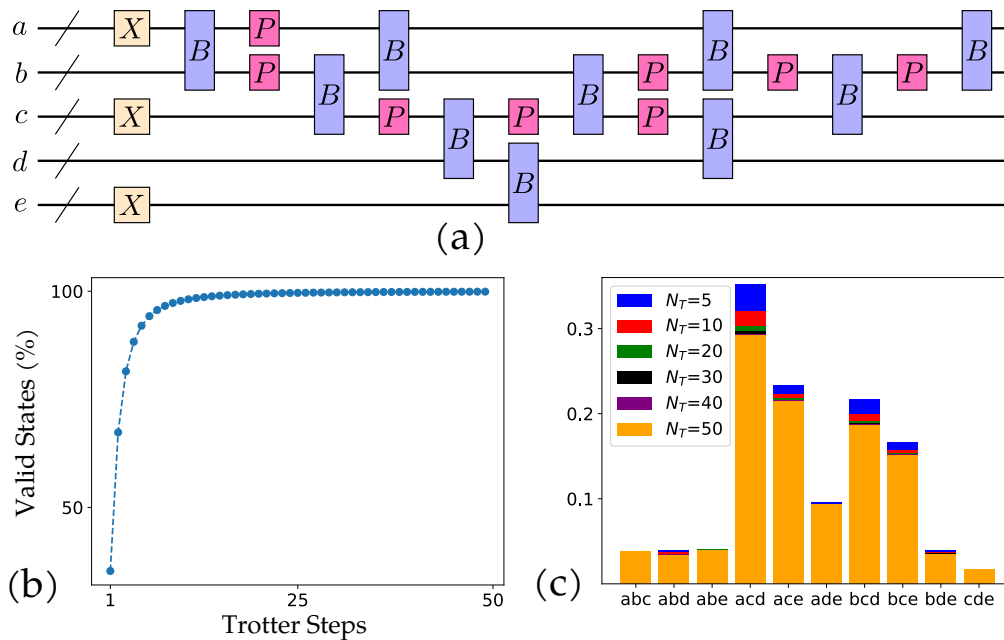 a X B P B B B
b P B B P P B P
c X P B P P B
d B
e X
(a)
100
50
Valid States (%)
1 25 50
Trotter Steps
(b)
0.3
0.2
0.1
N_T=5
N_T=10
N_T=20
N_T=30
N_T=40
N_T=50
abc abd abe acd ace ade bcd bce bde cde
(c)